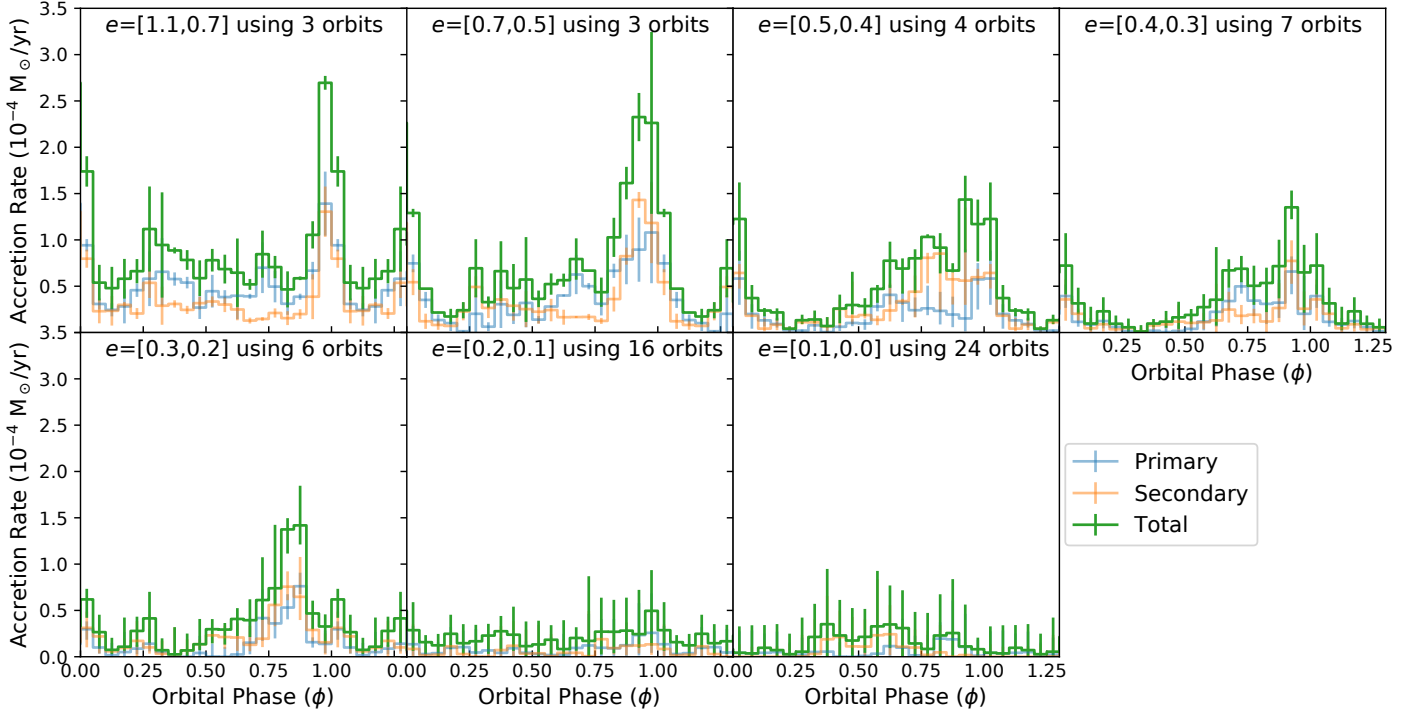 e=[1.1,0.7] using 3 orbits
e=[0.7,0.5] using 3 orbits
e=[0.5,0.4] using 4 orbits
e=[0.4,0.3] using 7 orbits
Accretion Rate (10⁻⁴ M⊙/yr)
3.5
3.0
2.5
2.0
1.5
1.0
0.5
3.5
0.25 0.50 0.75 1.00 1.25
Orbital Phase (ϕ)
e=[0.3,0.2] using 6 orbits
e=[0.2,0.1] using 16 orbits
e=[0.1,0.0] using 24 orbits
Accretion Rate (10⁻⁴ M⊙/yr)
3.0
2.5
2.0
1.5
1.0
0.5
0.0
Primary
Secondary
Total
0.00 0.25 0.50 0.75 1.00 0.00 0.25 0.50 0.75 1.00 0.00 0.25 0.50 0.75 1.00 1.25
Orbital Phase (ϕ)
Orbital Phase (ϕ)
Orbital Phase (ϕ)